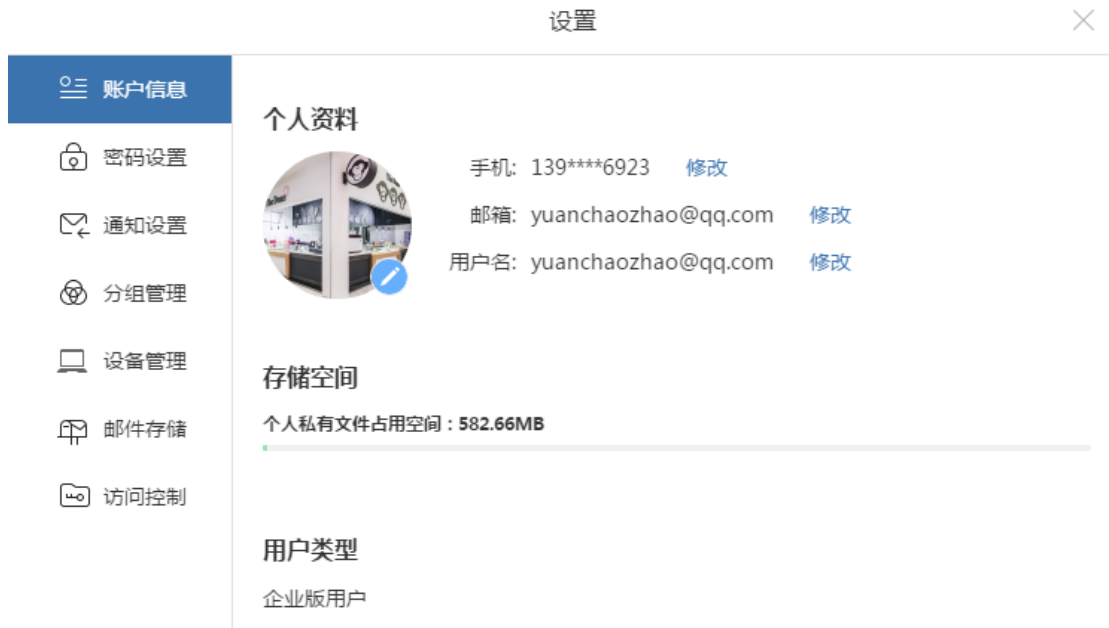 设置
账户信息
密码设置
通知设置
分组管理
设备管理
邮件存储
访问控制
个人资料
手机: 139****6923 修改
邮箱: yuanchaozhao@qq.com 修改
用户名: yuanchaozhao@qq.com 修改
存储空间
个人私有文件占用空间：582.66MB
用户类型
企业版用户